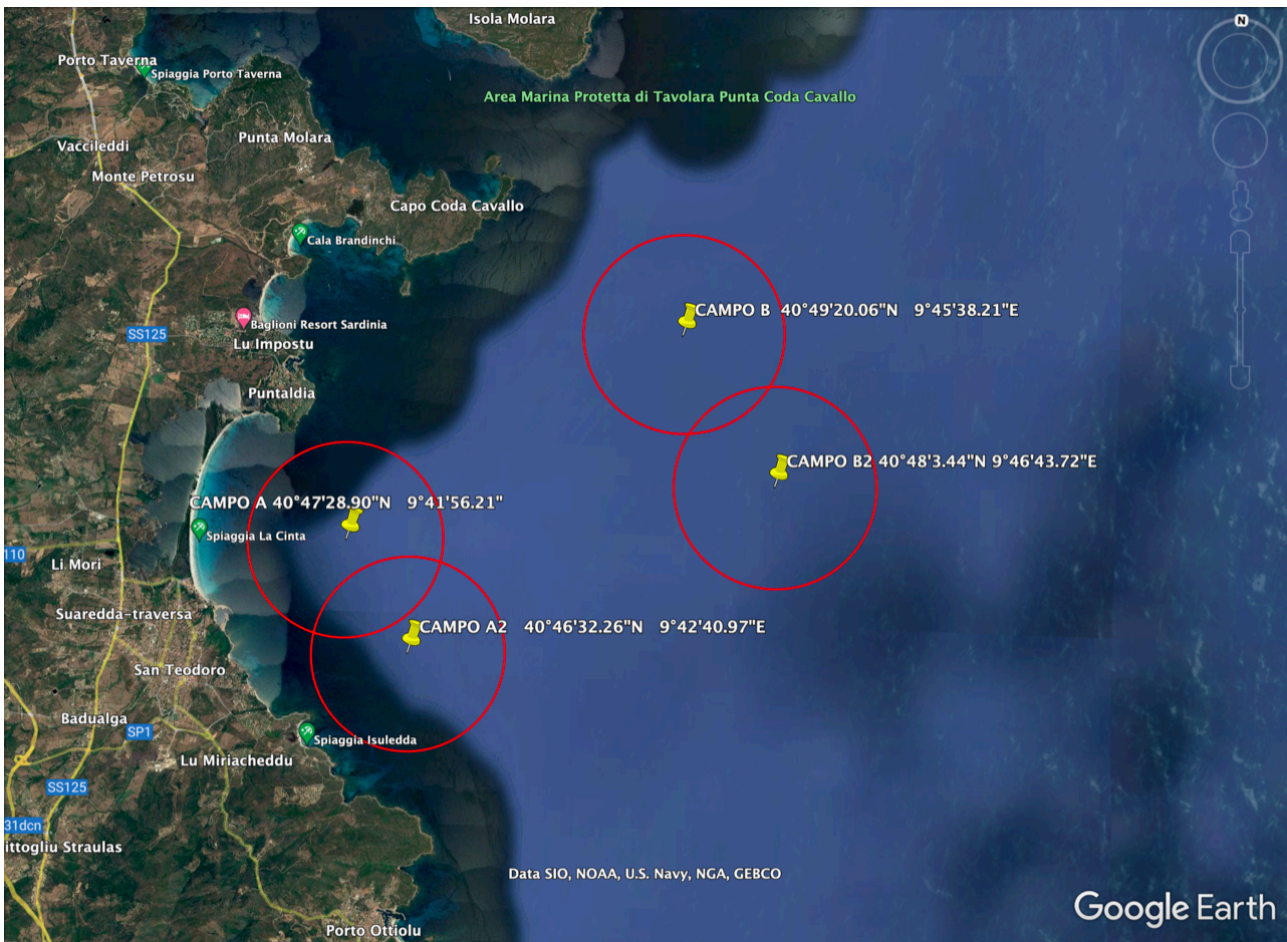 Isola Molara
N
Porto Taverna
Spiaggia Porto Taverna
Area Marina Protetta di Tavolara Punta Coda Cavallo
Punta Molara
Vaccileddi
Monte Petrosu
Capo Coda Cavallo
Cala Brandinchi
CAMPO B 40°49'20.06"N 9°45'38.21"E
Baglioni Resort Sardinia
SS125
Lu Impostu
Puntaldia
CAMPO B2 40°48'3.44"N 9°46'43.72"E
CAMPO A 40°47'28.90"N 9°41'56.21"
Spiaggia La Cinta
110
Li Mori
Suaredda-traversa
CAMPO A2 40°46'32.26"N 9°42'40.97"E
San Teodoro
Badualga
SP1
Spiaggia Isuledda
Lu Miriacheddu
SS125
31dcn
ittogliu Straulas
Data SIO, NOAA, U.S. Navy, NGA, GEBCO
Google Earth
Porto Ottiolu